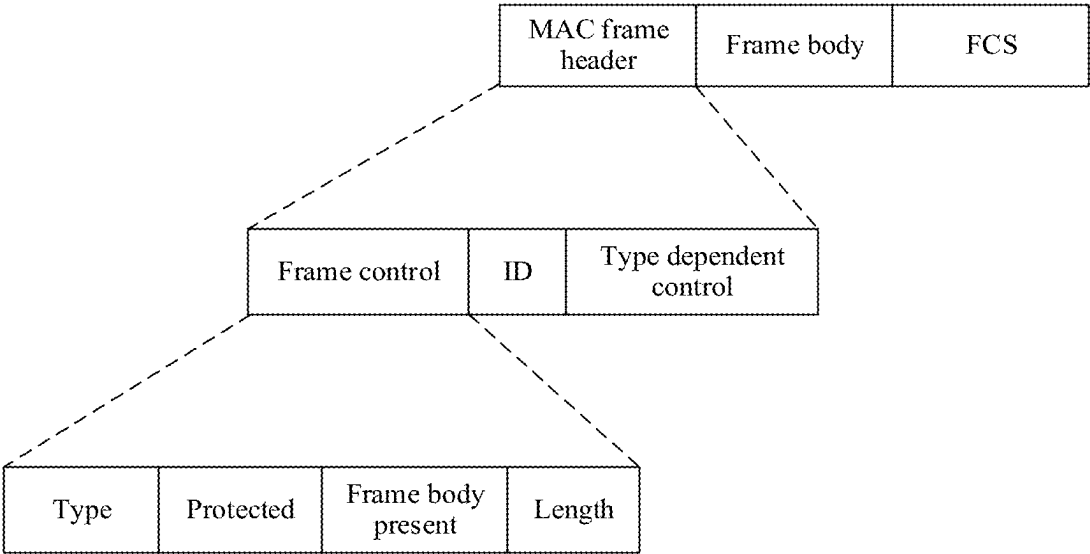 MAC frame
header
Frame body
FCS
Frame control
ID
Type dependent
control
Type
Protected
Frame body
present
Length